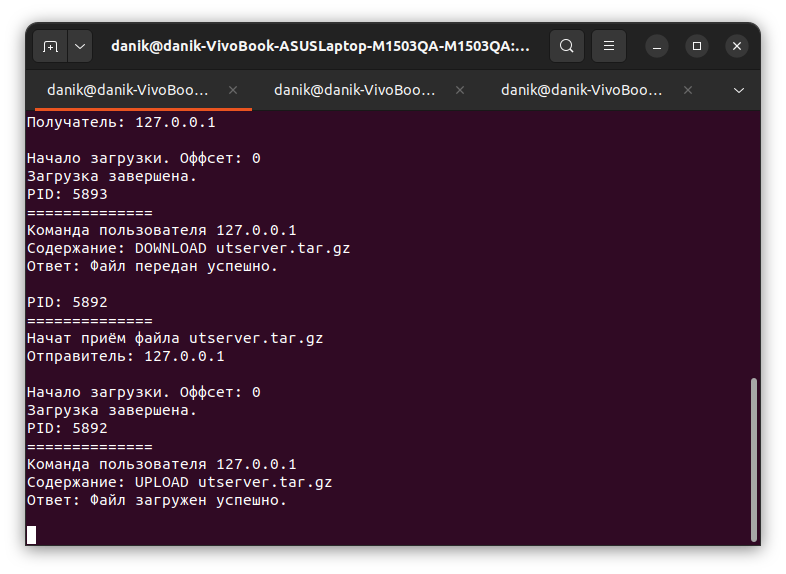 danik@danik-VivoBook-ASUSLaptop-M1503QA-M1503QA:...
danik@danik-VivoBoo... danik@danik-VivoBoo... danik@danik-VivoBoo...
Получатель: 127.0.0.1
Начало загрузки. Оффсет: 0
Загрузка завершена.
PID: 5893
==============
Команда пользователя 127.0.0.1
Содержание: DOWNLOAD utserver.tar.gz
Ответ: Файл передан успешно.
PID: 5892
==============
Начат приём файла utserver.tar.gz
Отправитель: 127.0.0.1
Начало загрузки. Оффсет: 0
Загрузка завершена.
PID: 5892
==============
Команда пользователя 127.0.0.1
Содержание: UPLOAD utserver.tar.gz
Ответ: Файл загружен успешно.